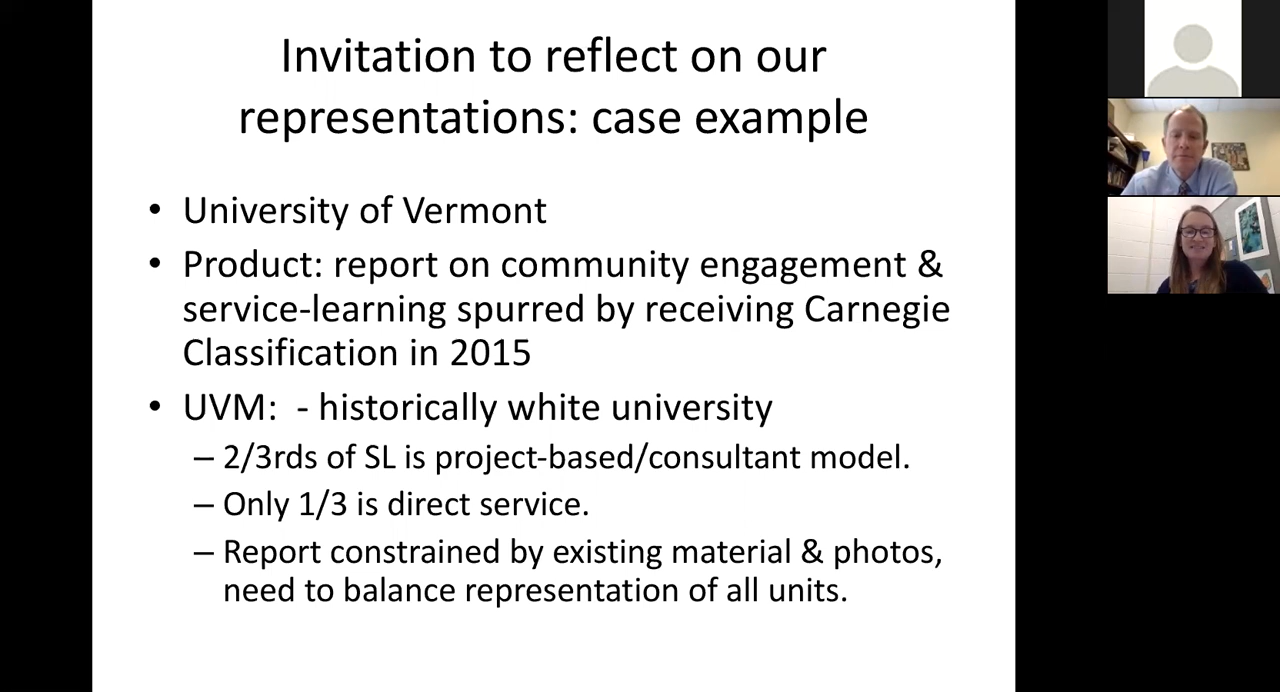 Invitation to reflect on our
representations: case example
• University of Vermont
• Product: report on community engagement &
service-learning spurred by receiving Carnegie
Classification in 2015
• UVM:  - historically white university
– 2/3rds of SL is project-based/consultant model.
– Only 1/3 is direct service.
– Report constrained by existing material & photos,
need to balance representation of all units.